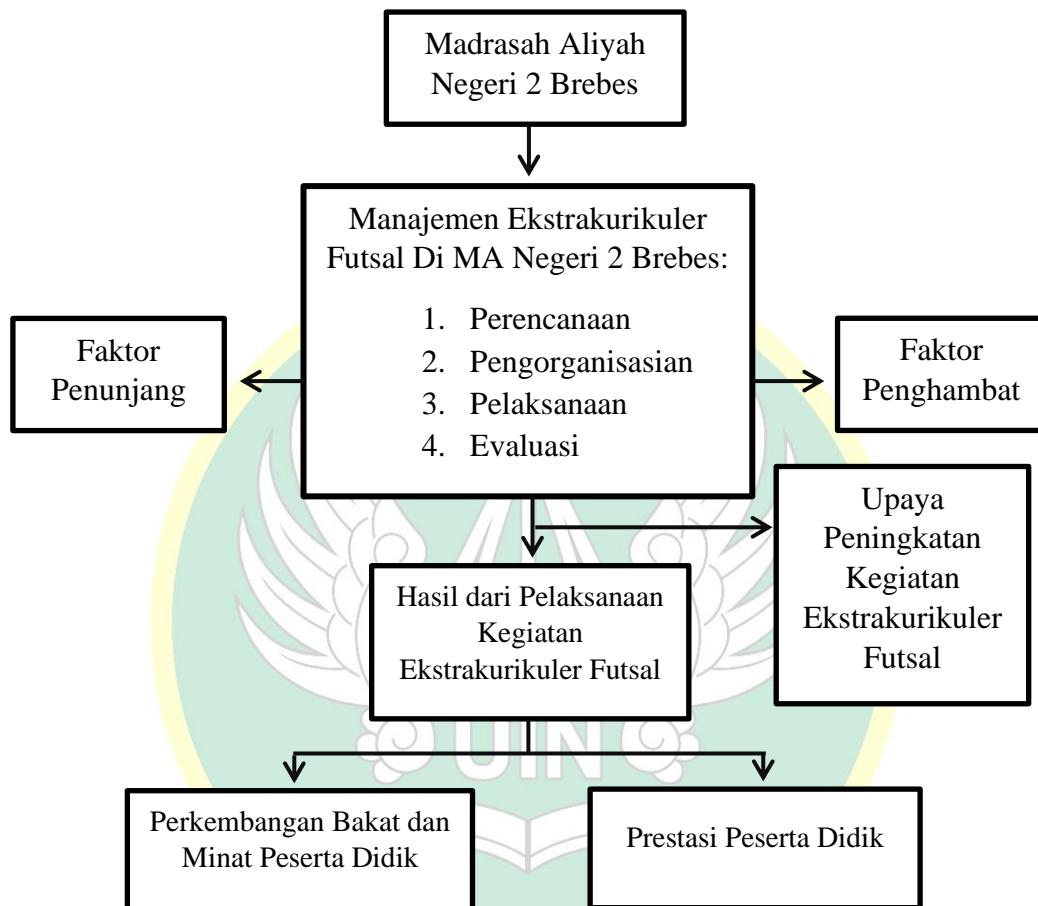 Madrasah Aliyah
Negeri 2 Brebes
Manajemen Ekstrakurikuler
Futsal Di MA Negeri 2 Brebes:
1. Perencanaan
2. Pengorganisasian
3. Pelaksanaan
4. Evaluasi
Faktor
Penunjang
Faktor
Penghambat
Upaya
Peningkatan
Kegiatan
Ekstrakurikuler
Futsal
Hasil dari Pelaksanaan
Kegiatan
Ekstrakurikuler Futsal
UIN
Perkembangan Bakat dan
Minat Peserta Didik
Prestasi Peserta Didik